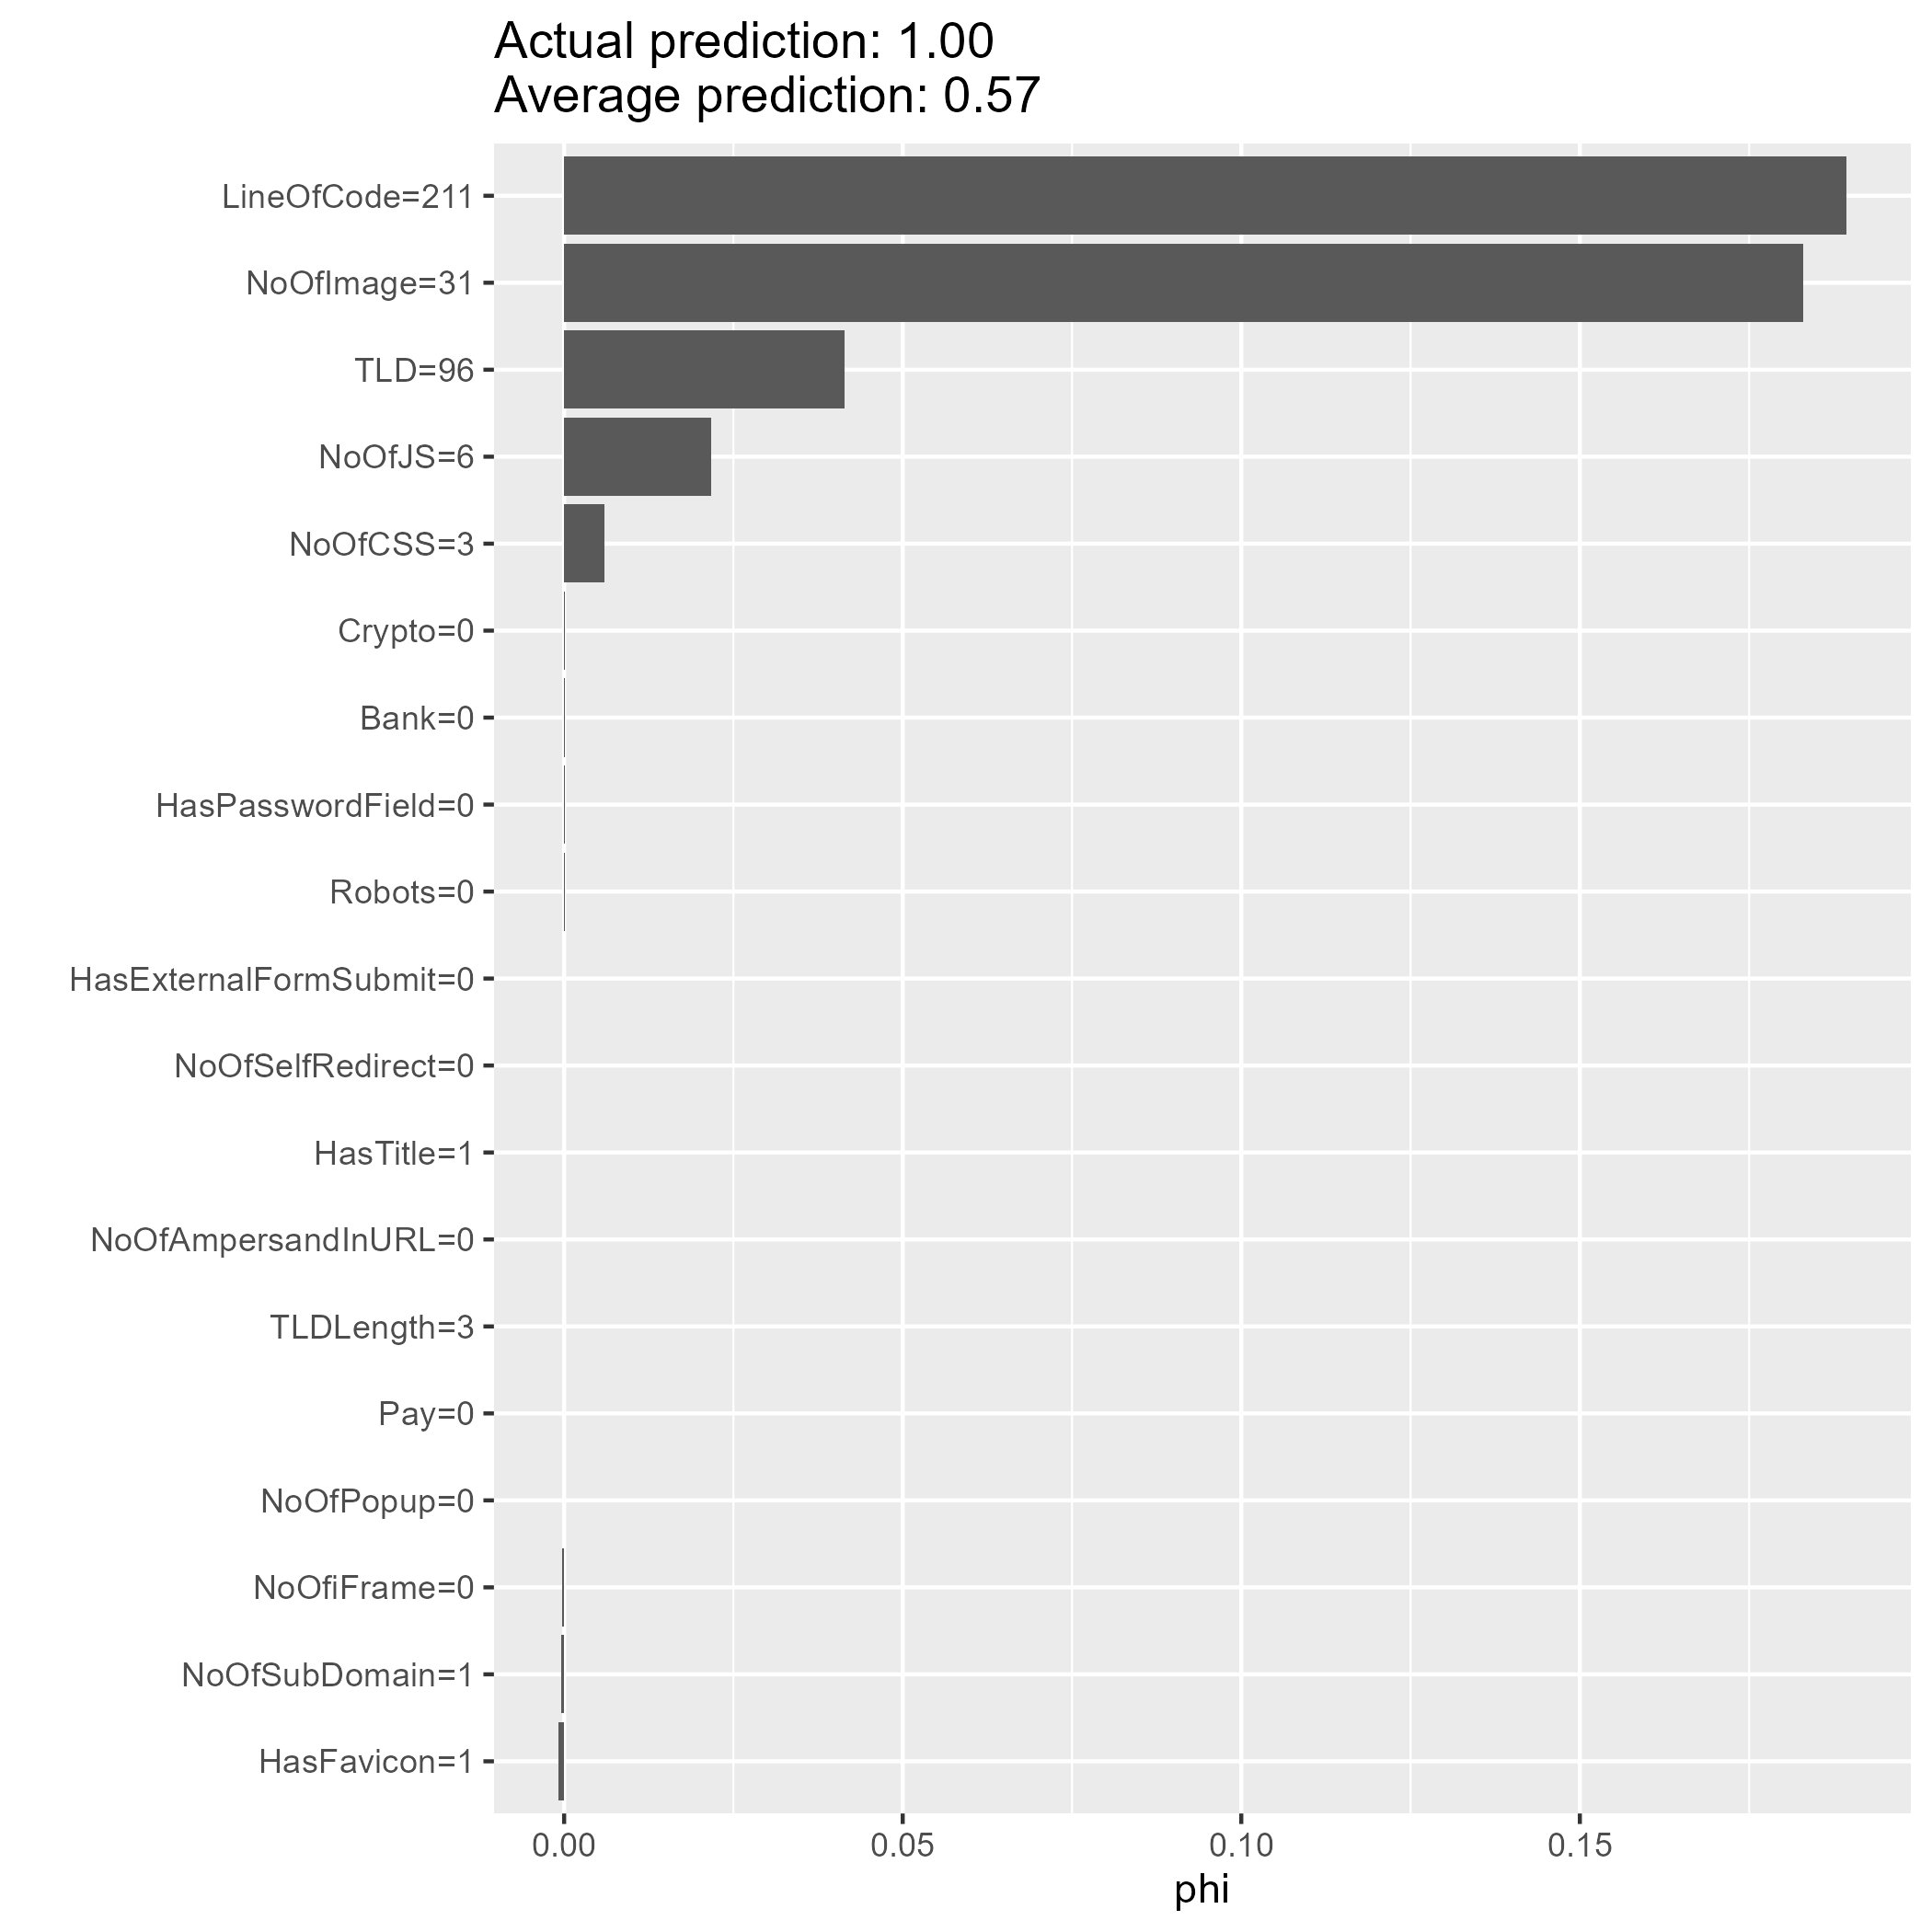 Actual prediction: 1.00
Average prediction: 0.57
LineOfCode=211
NoOfImage=31
TLD=96
NoOfJS=6
NoOfCSS=3
Crypto=0
Bank=0
HasPasswordField=0
Robots=0
HasExternalFormSubmit=0
NoOfSelfRedirect=0
HasTitle=1
NoOfAmpersandInURL=0
TLDLength=3
Pay=0
NoOfPopup=0
NoOfiFrame=0
NoOfSubDomain=1
HasFavicon=1
0.00 0.05 0.10 0.15
phi